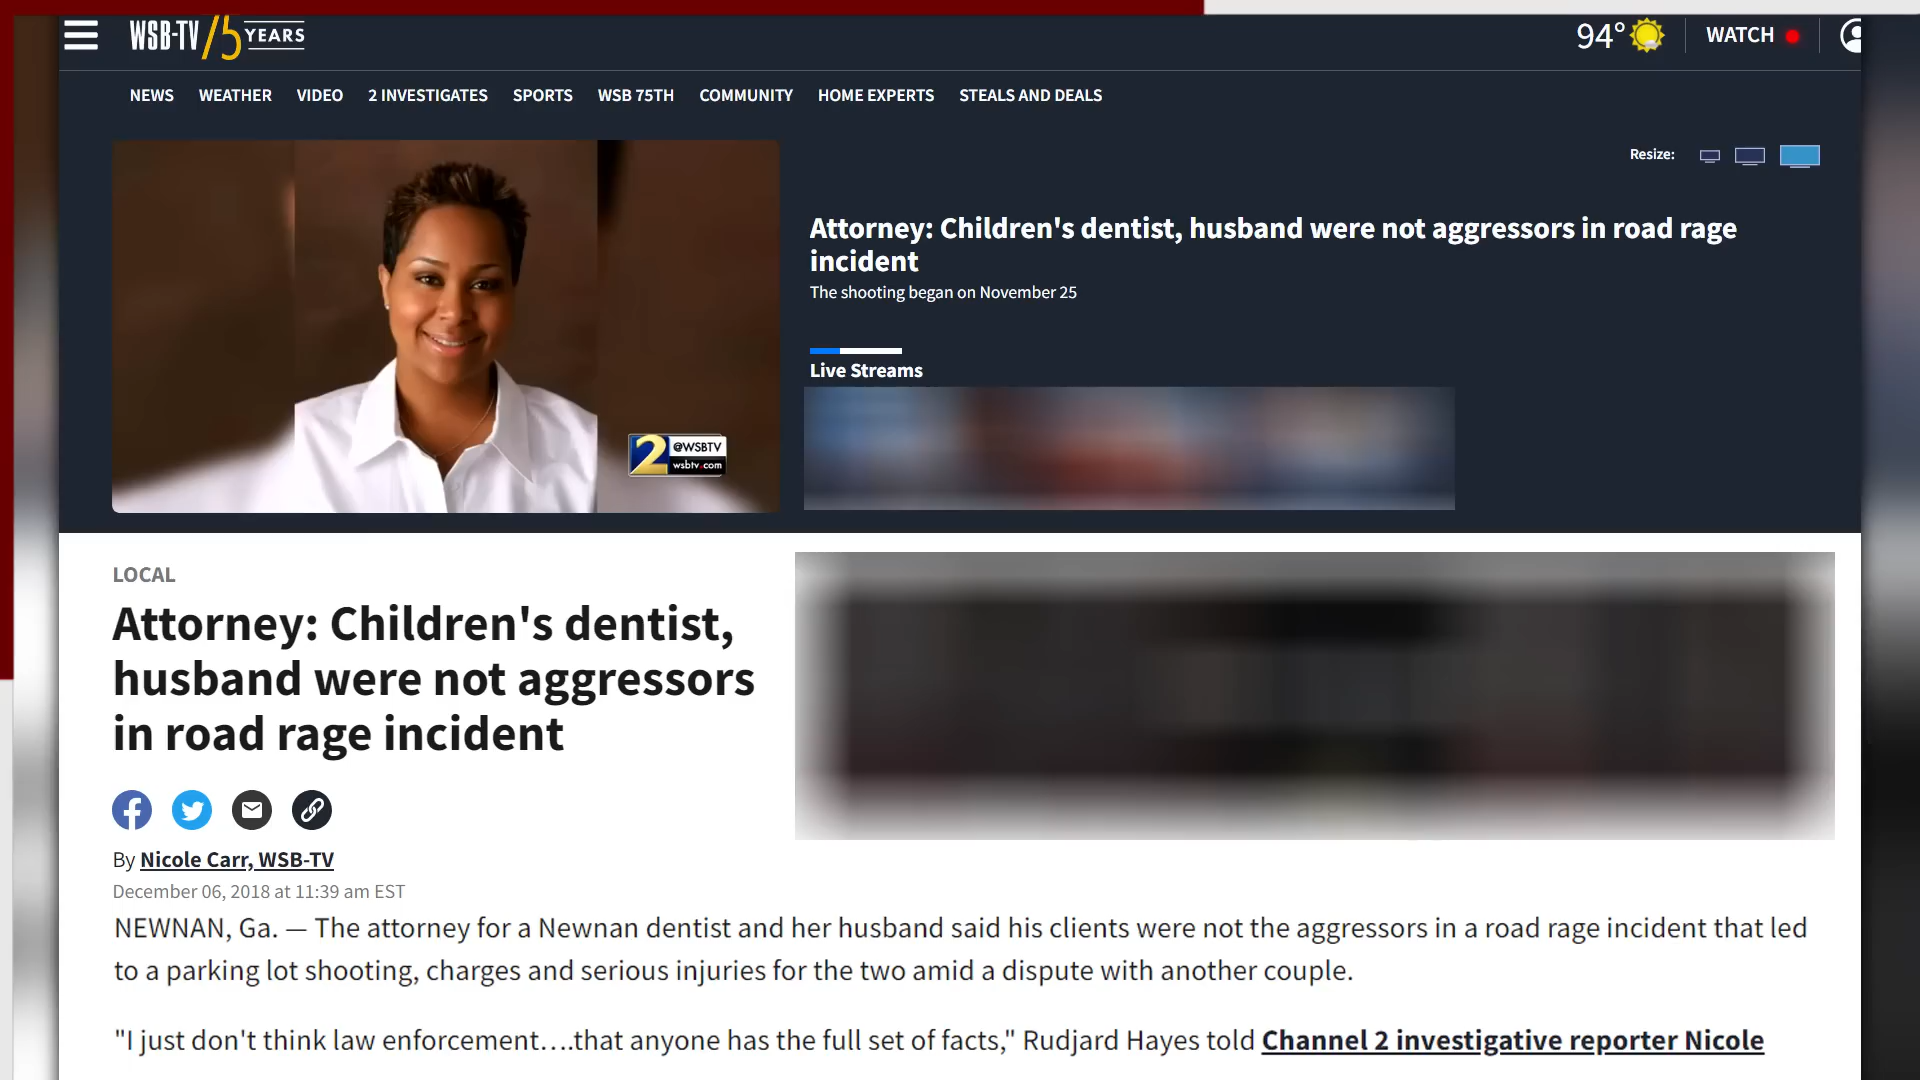 WSB-TV 75 YEARS
94°
WATCH
NEWS WEATHER VIDEO 2 INVESTIGATES SPORTS WSB 75TH COMMUNITY HOME EXPERTS STEALS AND DEALS
Resize:
Attorney: Children's dentist, husband were not aggressors in road rage
incident
The shooting began on November 25
Live Streams
2 @WSBTV
wsbtv.com
LOCAL
Attorney: Children's dentist,
husband were not aggressors
in road rage incident
By Nicole Carr, WSB-TV
December 06, 2018 at 11:39 am EST
NEWNAN, Ga. — The attorney for a Newnan dentist and her husband said his clients were not the aggressors in a road rage incident that led
to a parking lot shooting, charges and serious injuries for the two amid a dispute with another couple.
"I just don't think law enforcement….that anyone has the full set of facts," Rudjard Hayes told Channel 2 investigative reporter Nicole